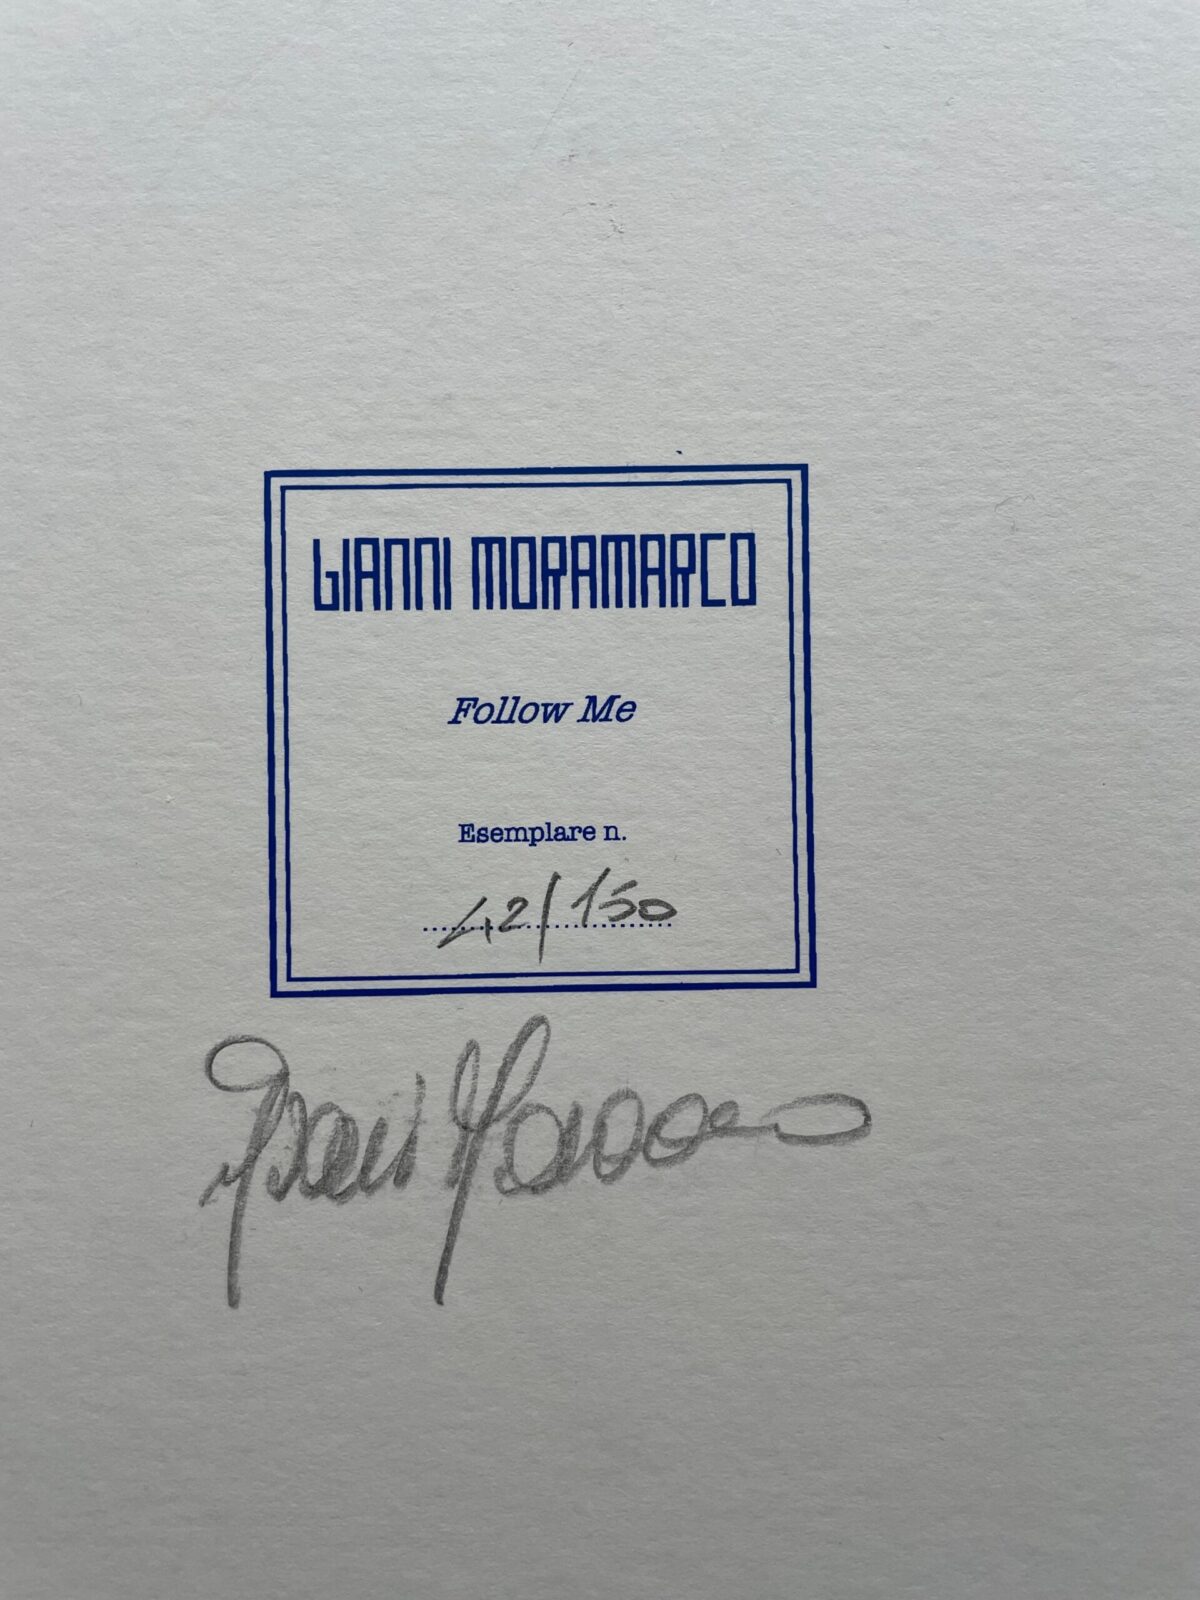 GIANNI MORAMARCO
Follow Me
Esemplare n.
42/150